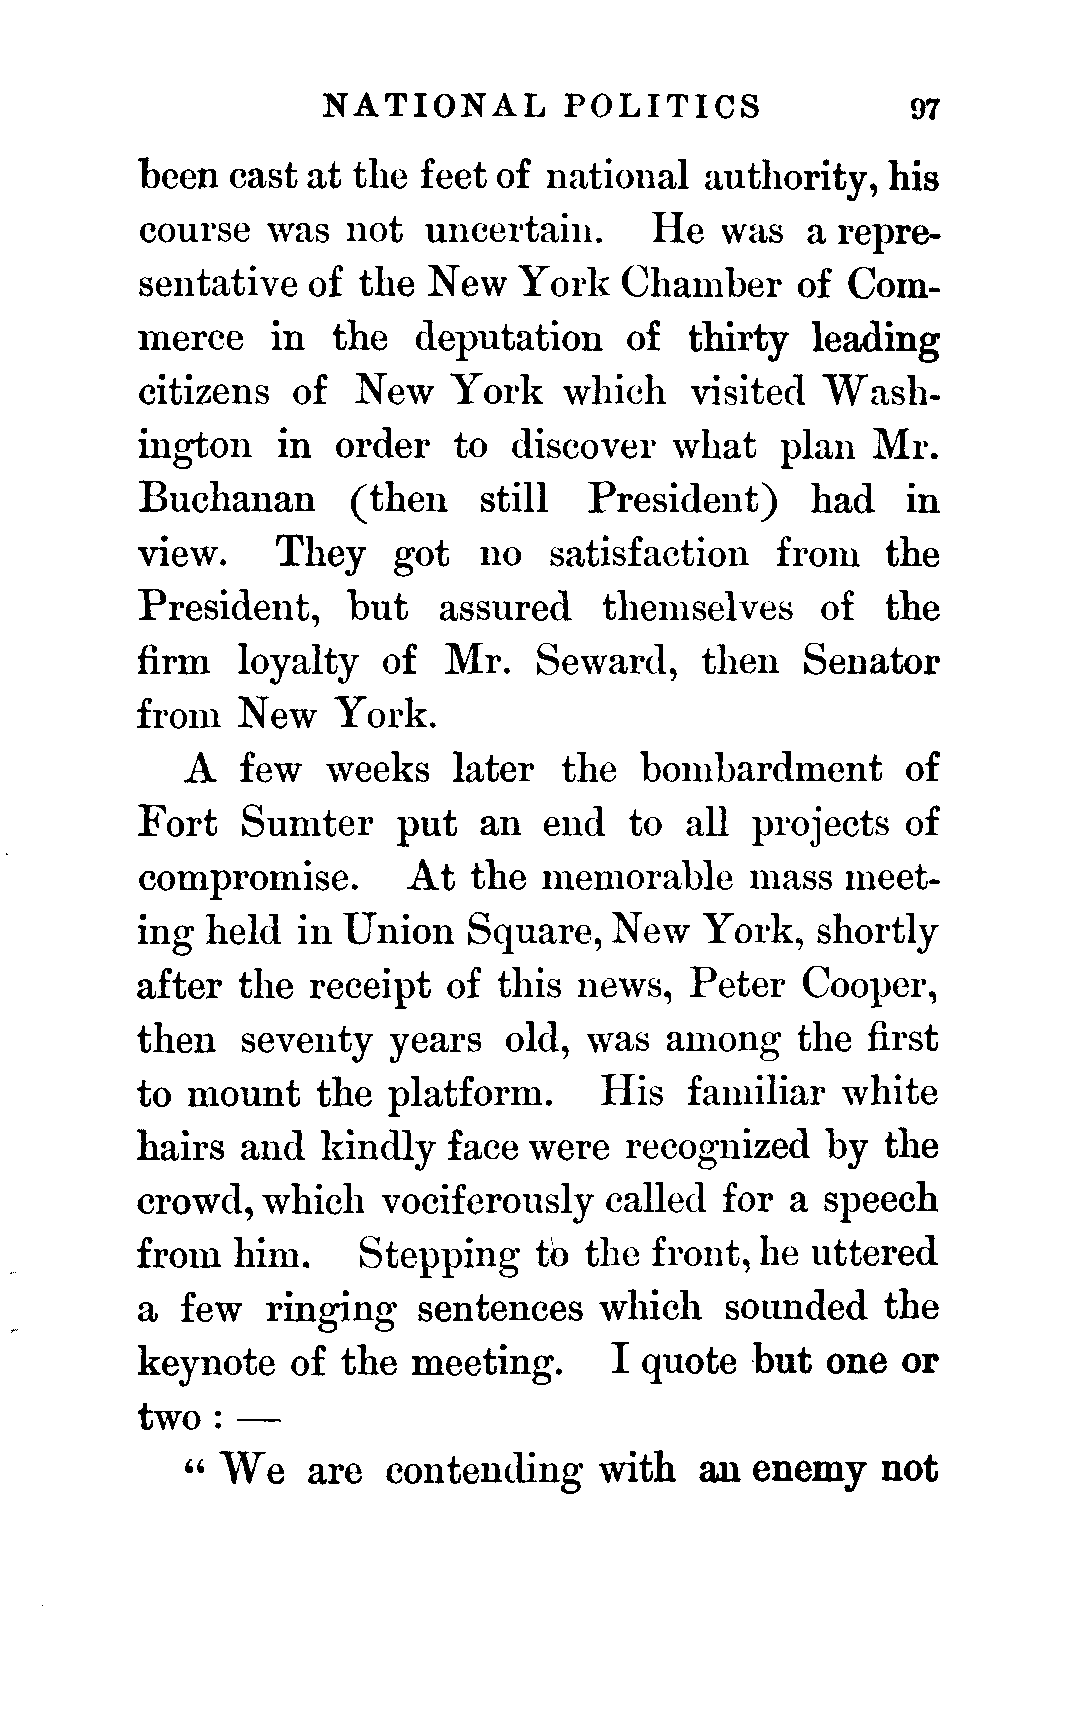 NATIONAL POLITICS 97
been cast at the feet of national authority, his
course was not uncertain. He was a repre-
sentative of the New York Chamber of Com-
merce in the deputation of thirty leading
citizens of New York which visited Wash-
ington in order to discover what plan Mr.
Buchanan (then still President) had in
view. They got no satisfaction from the
President, but assured themselves of the
firm loyalty of Mr. Seward, then Senator
from New York.
A few weeks later the bombardment of
Fort Sumter put an end to all projects of
compromise. At the memorable mass meet-
ing held in Union Square, New York, shortly
after the receipt of this news, Peter Cooper,
then seventy years old, was among the first
to mount the platform. His familiar white
hairs and kindly face were recognized by the
crowd, which vociferously called for a speech
from him. Stepping to the front, he uttered
a few ringing sentences which sounded the
keynote of the meeting. I quote but one or
two : —
“ We are contending with an enemy not